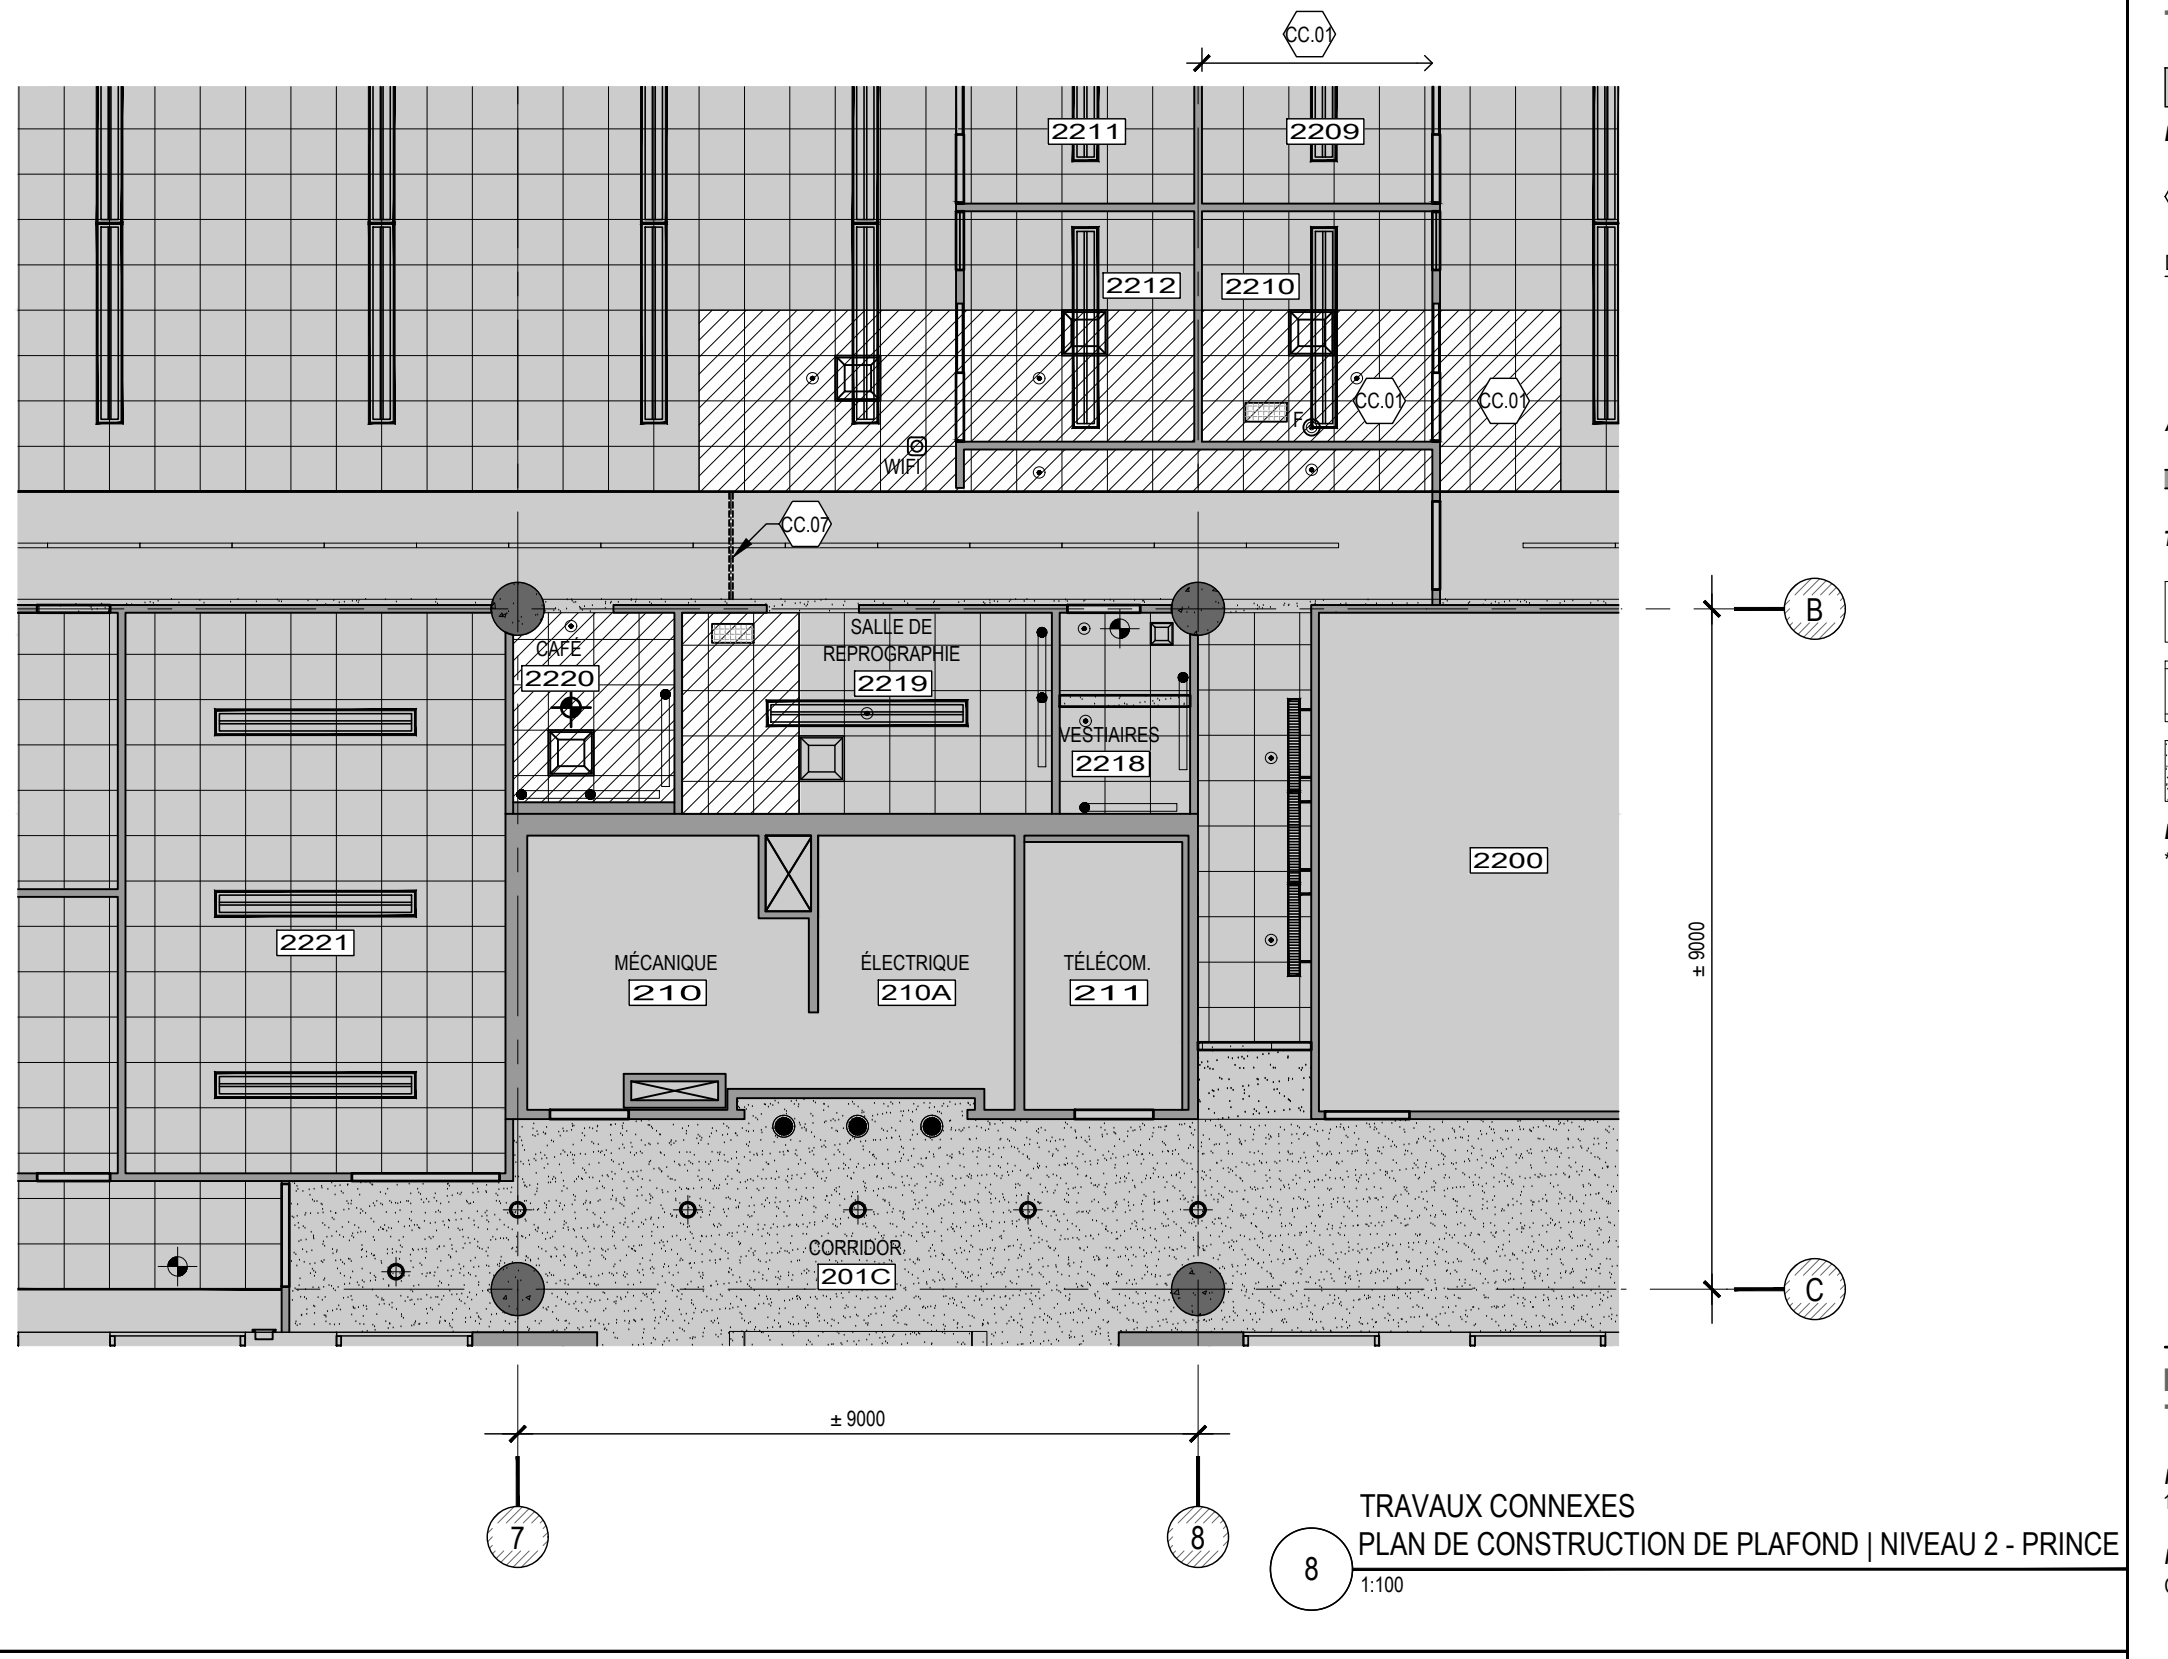 CC.01
2211
2209
2212
2210
F
CC.01
CC.01
WIFI
CC.07
B
CAFÉ
2220
SALLE DE
REPROGRAPHIE
2219
VESTIAIRES
2218
2200
2221
MÉCANIQUE
210
ÉLECTRIQUE
210A
TÉLÉCOM.
211
± 9000
CORRIDOR
201C
C
± 9000
7
8
TRAVAUX CONNEXES
8
PLAN DE CONSTRUCTION DE PLAFOND | NIVEAU 2 - PRINCE
1:100